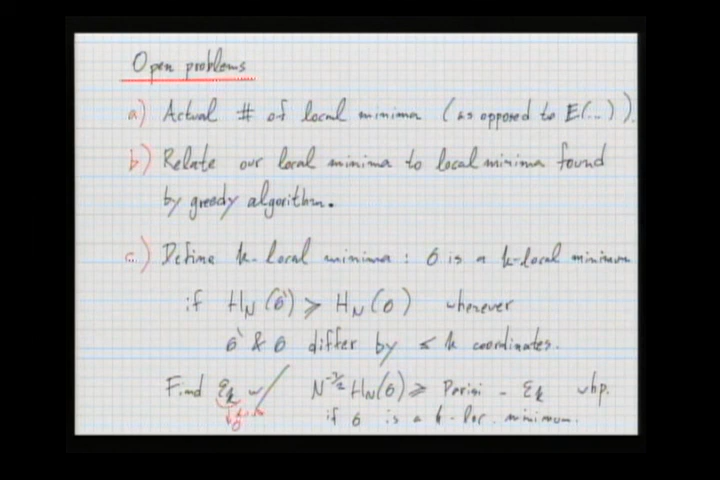 Open problems
a) Actual # of local minima (as opposed to E(...)).
b) Relate our local minima to local minima found
by greedy algorithm.
c) Define k-local minima: σ is a k-local minimum
if H_N(σ') ≥ H_N(σ) whenever
σ' & σ differ by ≤ k coordinates.
Find ε_k w/ N^{-3/2} H_N(σ) ≥ Parisi - ε_k whp.
if σ is a k-loc. minimum.